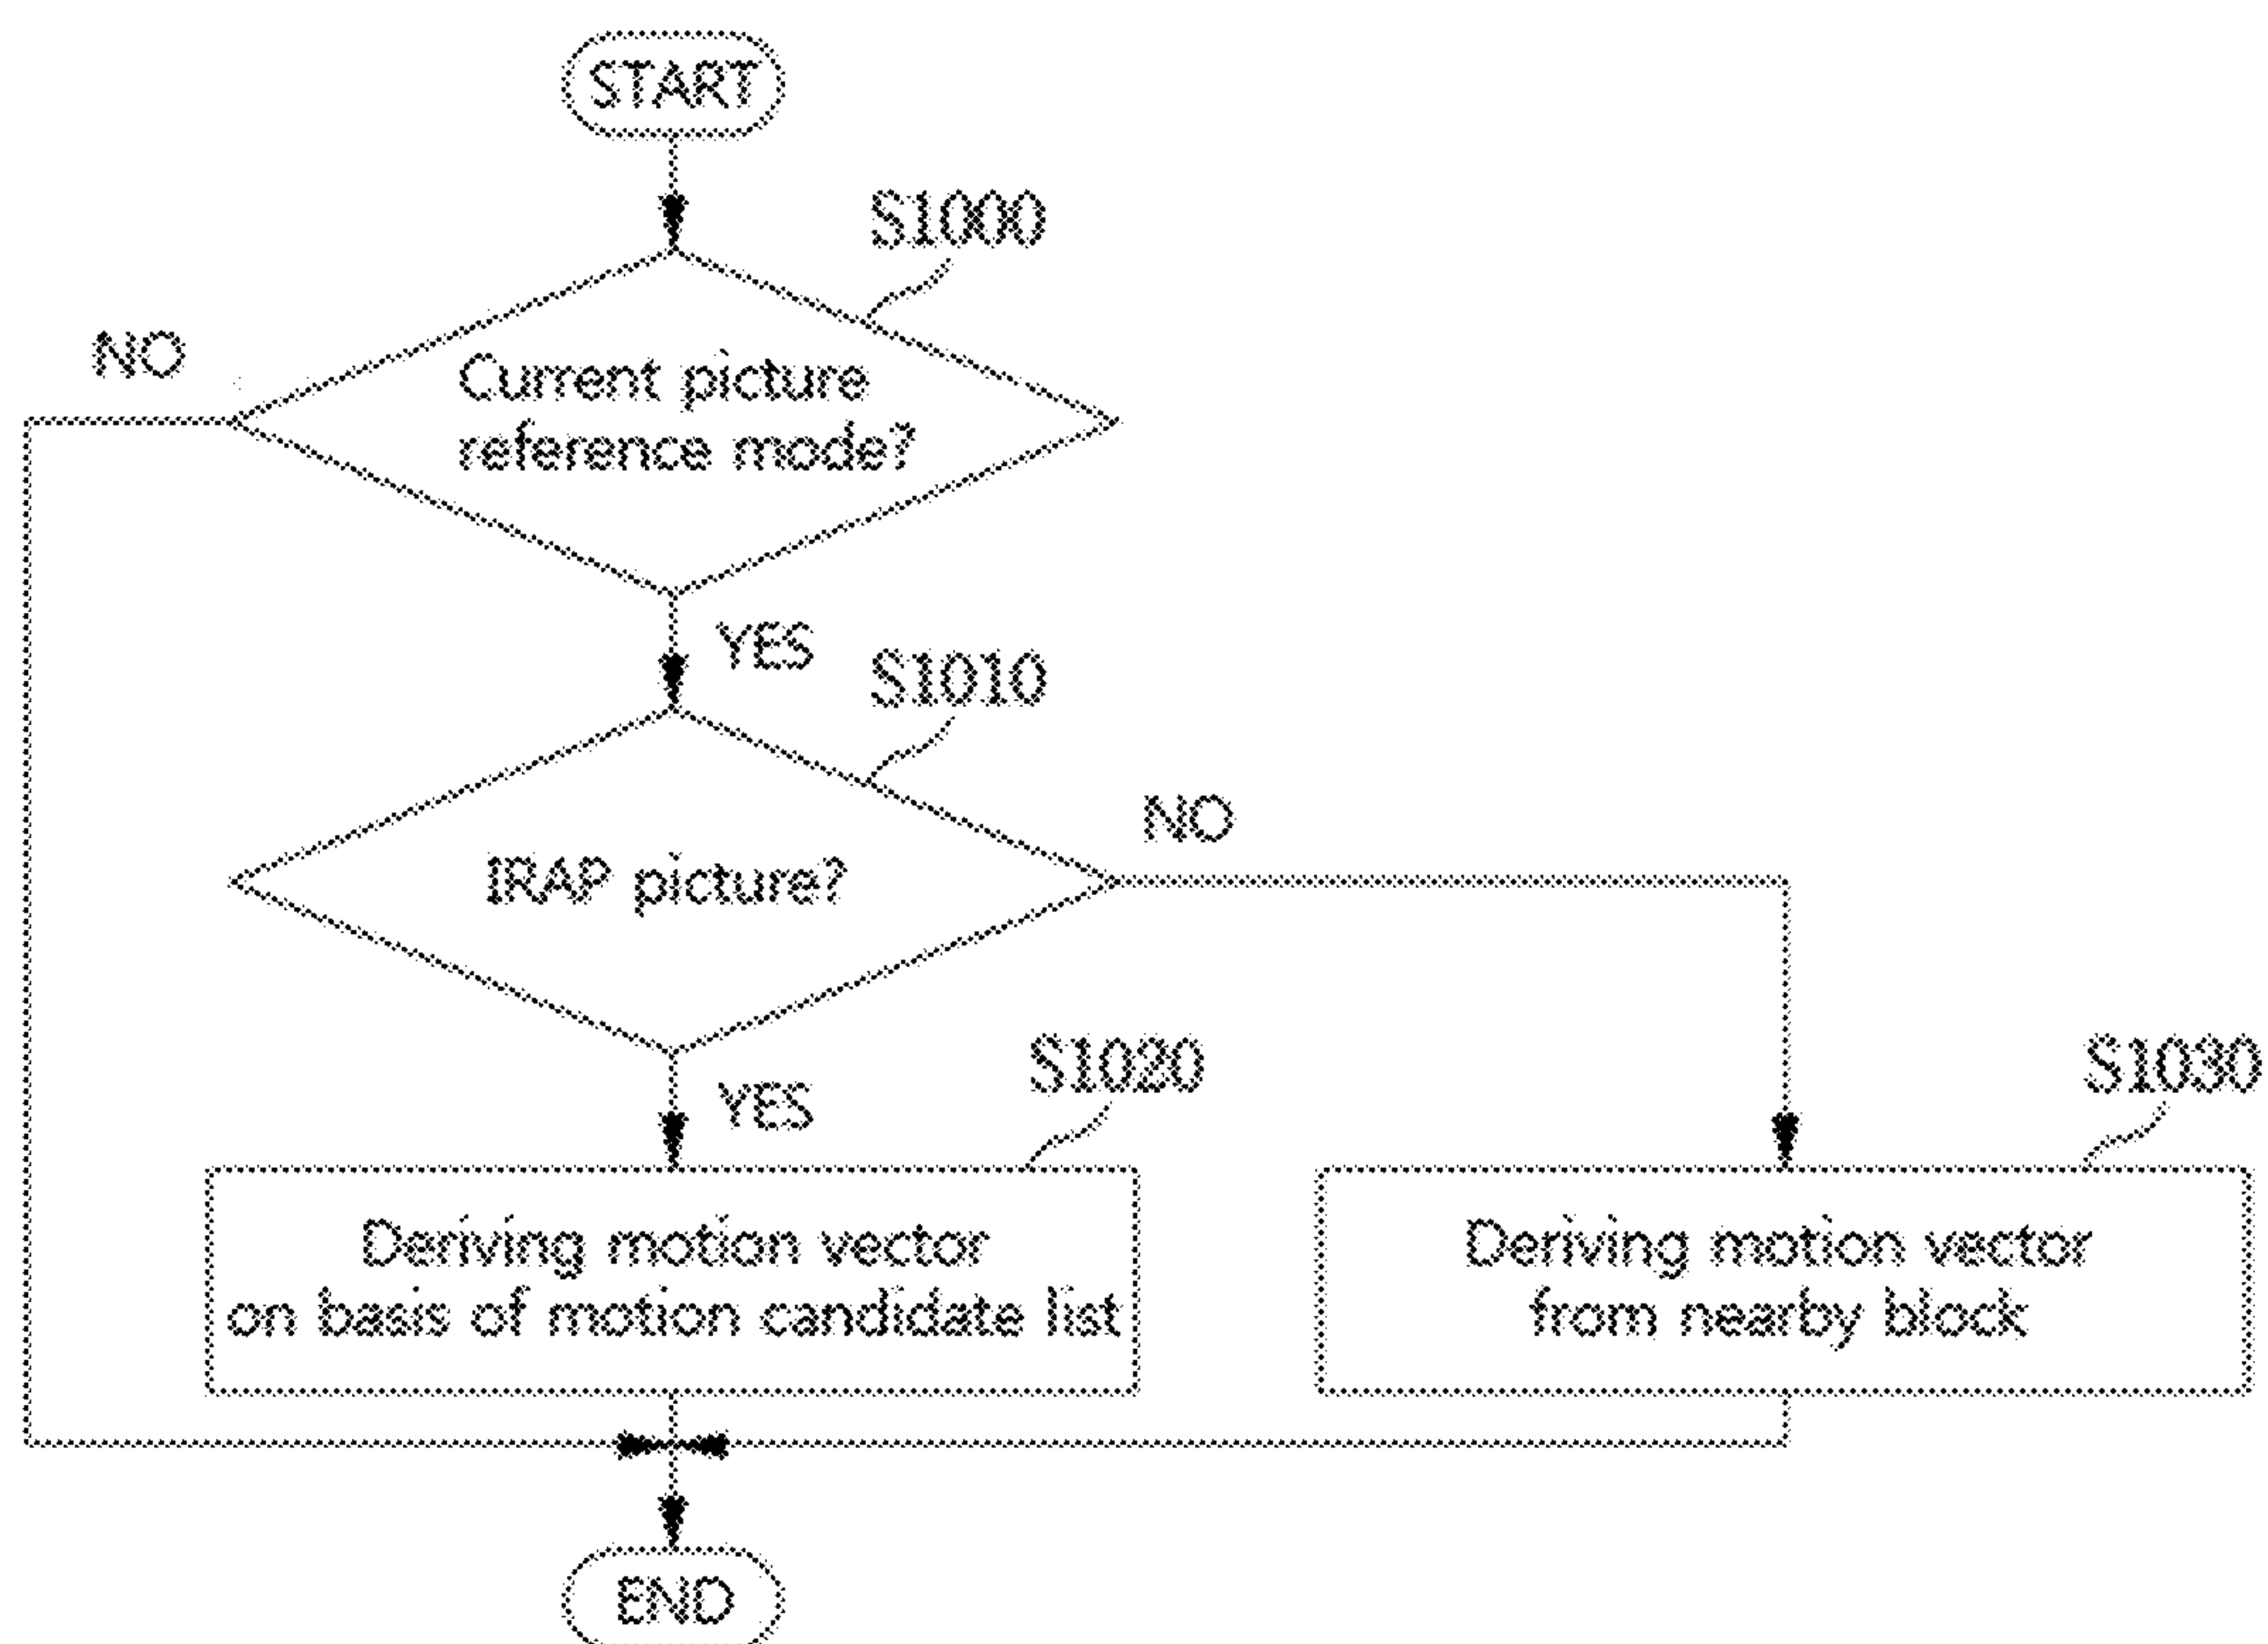 START
S1000
NO
Current picture
reference mode?
YES
S1010
NO
IRAP picture?
YES
S1020
S1030
Deriving motion vector
on basis of motion candidate list
Deriving motion vector
from nearby block
END